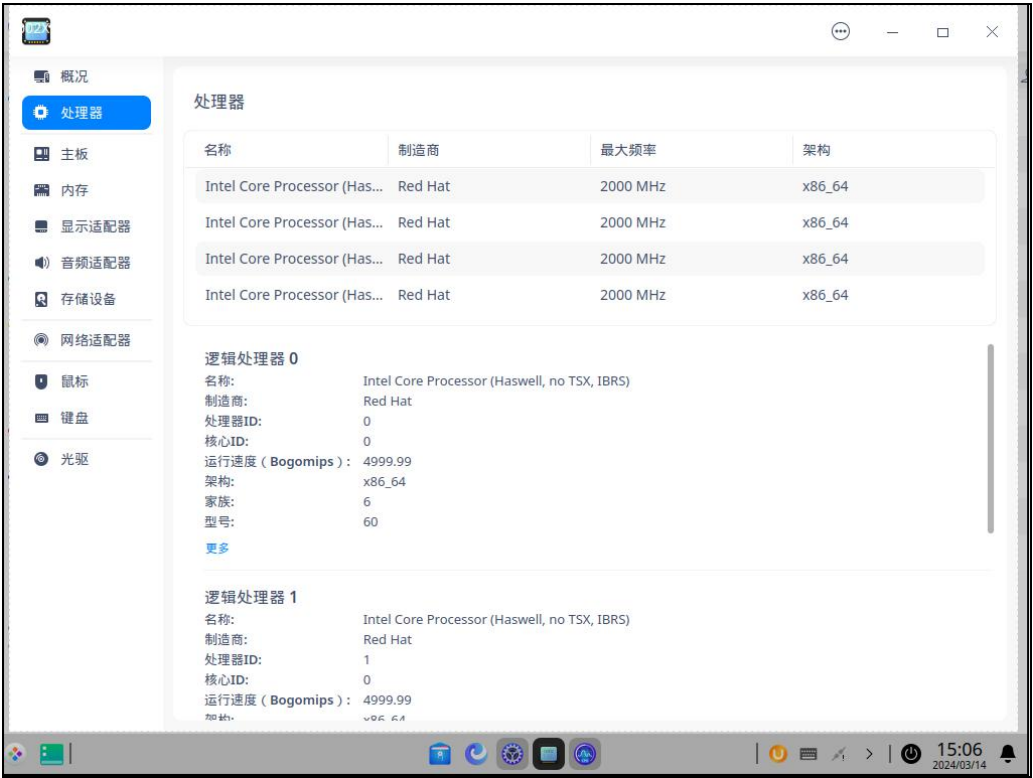 概况
处理器
主板
内存
显示适配器
音频适配器
存储设备
网络适配器
鼠标
键盘
光驱
处理器
名称 制造商 最大频率 架构
Intel Core Processor (Has... Red Hat 2000 MHz x86_64
Intel Core Processor (Has... Red Hat 2000 MHz x86_64
Intel Core Processor (Has... Red Hat 2000 MHz x86_64
Intel Core Processor (Has... Red Hat 2000 MHz x86_64
逻辑处理器 0
名称: Intel Core Processor (Haswell, no TSX, IBRS)
制造商: Red Hat
处理器ID: 0
核心ID: 0
运行速度（Bogomips）: 4999.99
架构: x86_64
家族: 6
型号: 60
更多
逻辑处理器 1
名称: Intel Core Processor (Haswell, no TSX, IBRS)
制造商: Red Hat
处理器ID: 1
核心ID: 0
运行速度（Bogomips）: 4999.99
架构: x86_64
15:06
2024/03/14